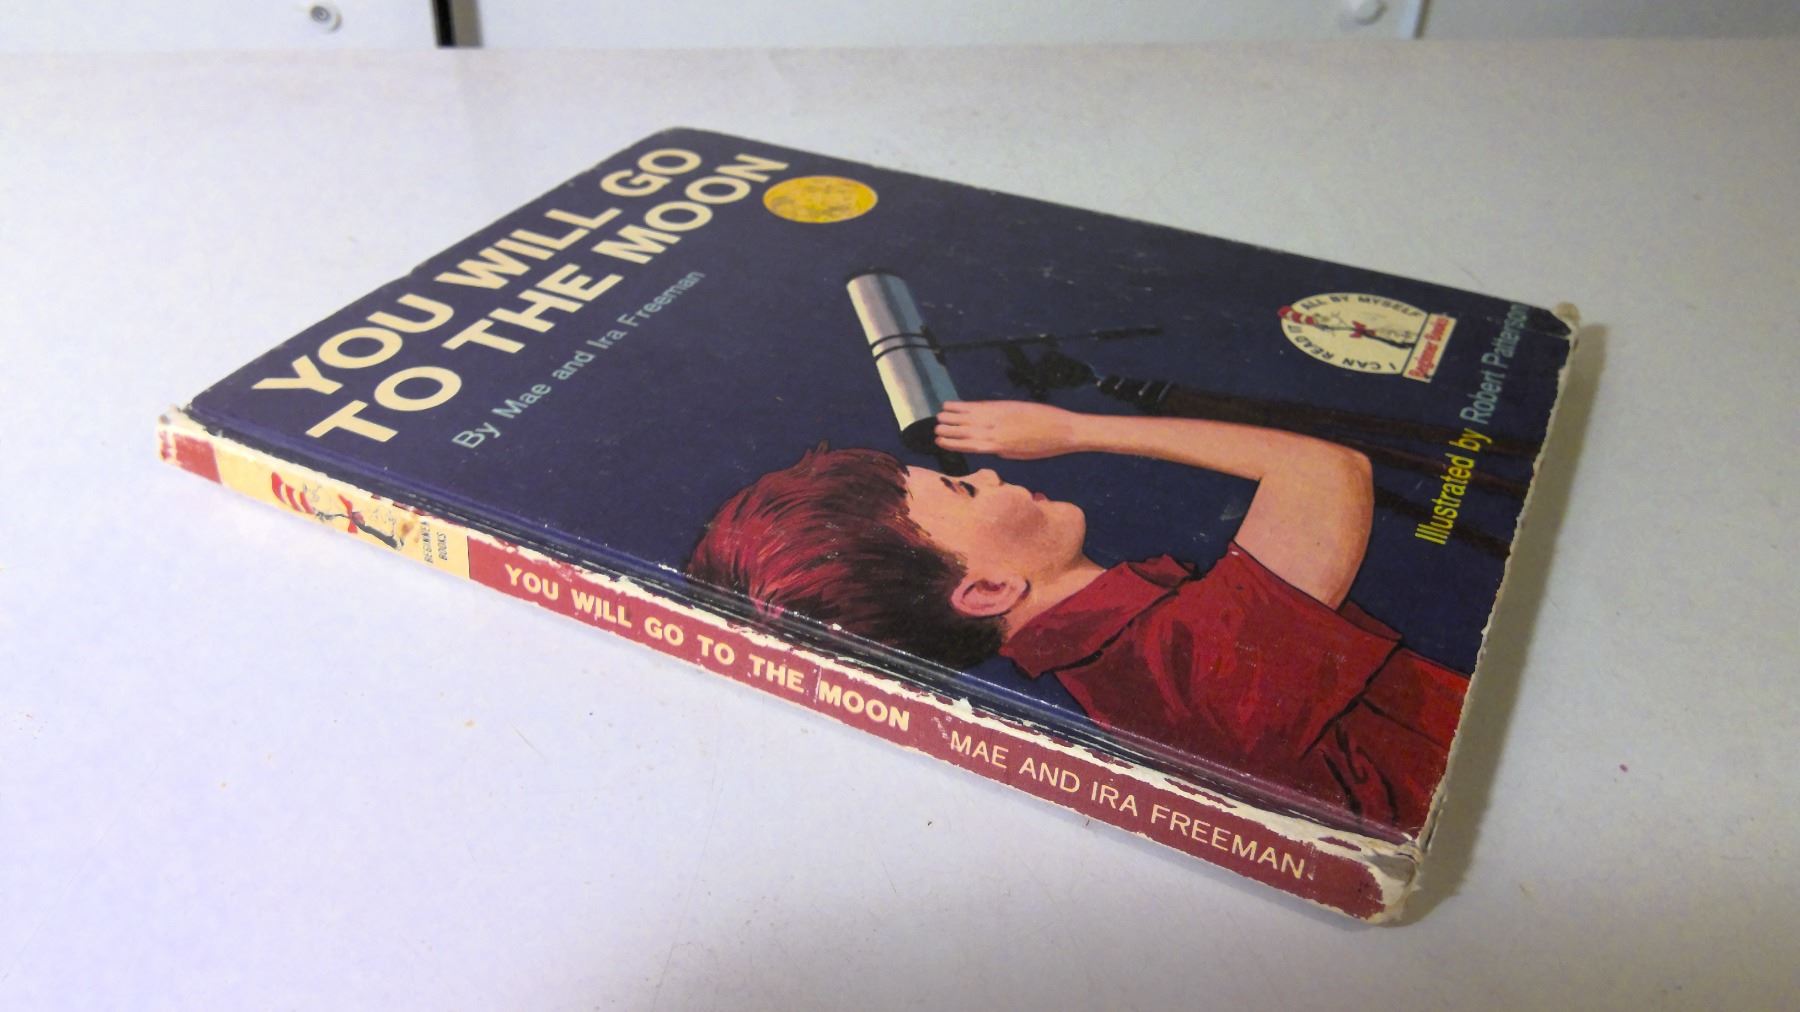 YOU WILL GO
TO THE MOON
By Mae and Ira Freeman
I CAN READ IT ALL BY MYSELF
Beginner Books
Illustrated by Robert Patterson
BEGINNER
BOOKS
YOU WILL GO TO THE MOON MAE AND IRA FREEMAN